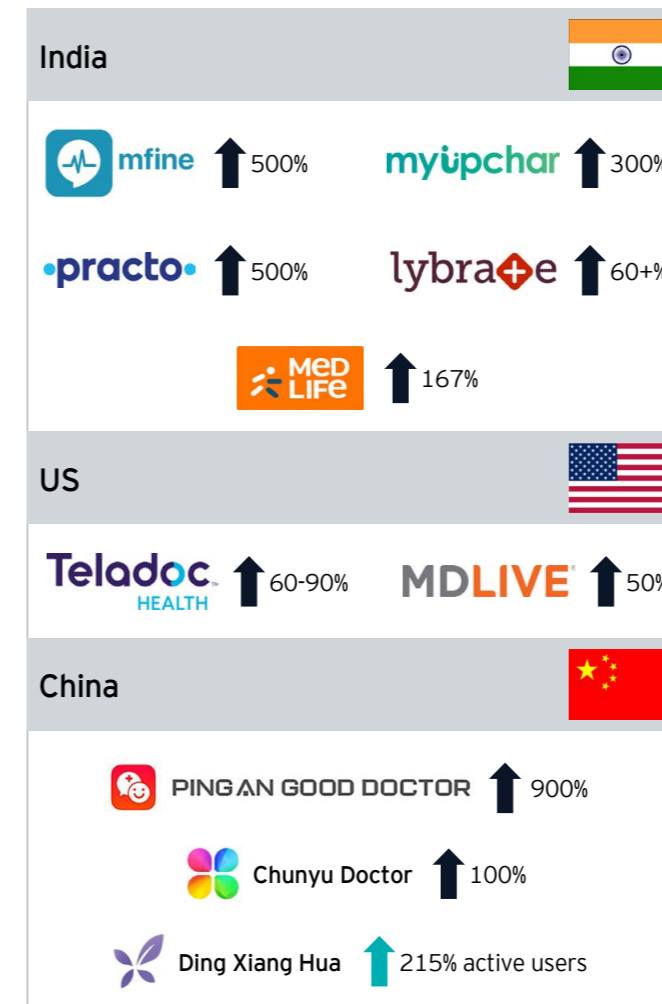 India
mfine 500% myupchar 300%
practo 500% lybrate 60+%
MeD LiFe 167%
US
Teladoc HEALTH 60-90% MDLIVE 50%
China
PING AN GOOD DOCTOR 900%
Chunyu Doctor 100%
Ding Xiang Hua 215% active users